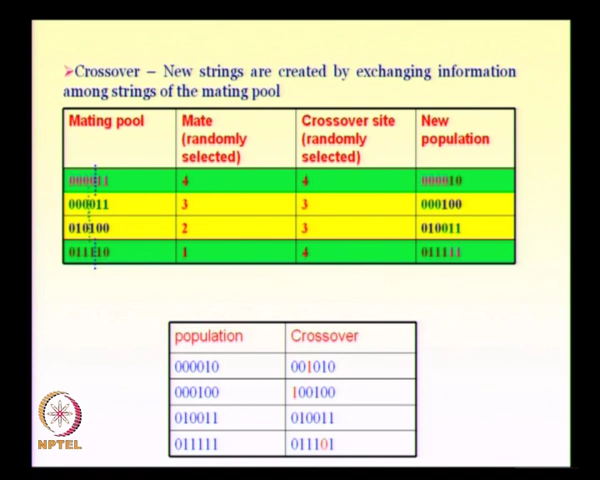 ➢Crossover – New strings are created by exchanging information
among strings of the mating pool
Mating pool Mate (randomly selected) Crossover site (randomly selected) New population
000011 4 4 000010
000011 3 3 000100
010100 2 3 010011
011110 1 4 011111
population Crossover
000010 001010
000100 100100
010011 010011
011111 011101
NPTEL